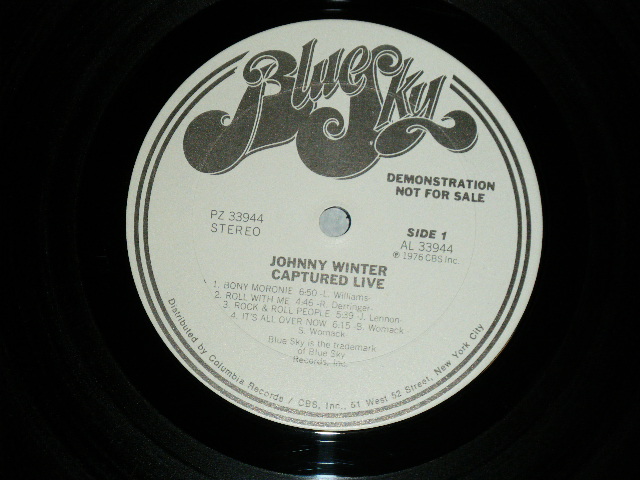 Blue Sky
DEMONSTRATION
NOT FOR SALE
PZ 33944
STEREO
SIDE 1
AL 33944
℗ 1976 CBS Inc.
JOHNNY WINTER
CAPTURED LIVE
1. BONY MORONIE 6:50 -L. Williams-
2. ROLL WITH ME 4:46 -R. Derringer-
3. ROCK & ROLL PEOPLE 5:39 -J. Lennon-
4. IT'S ALL OVER NOW 6:15 -B. Womack-
S. Womack-
Blue Sky is the trademark
of Blue Sky
Records, Inc.
Distributed by Columbia Records / CBS, Inc., 51 West 52 Street, New York City